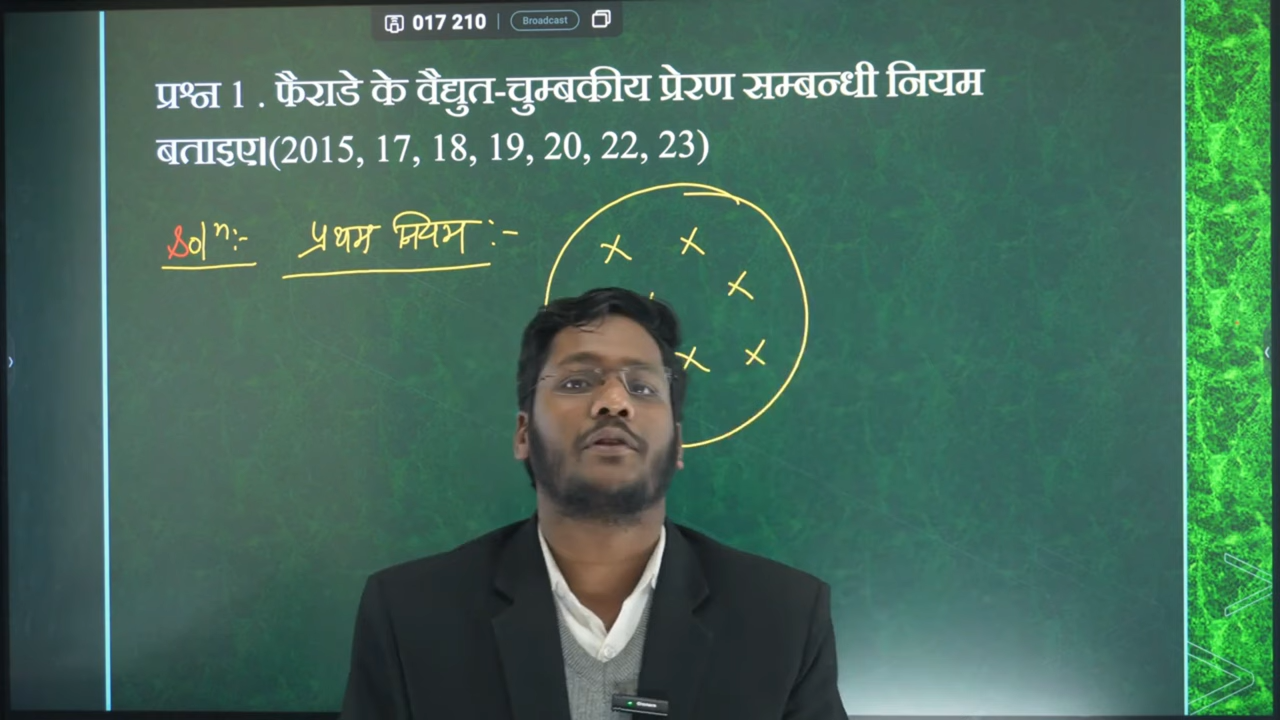 017 210 Broadcast
प्रश्न 1 . फैराडे के वैद्युत-चुम्बकीय प्रेरण सम्बन्धी नियम
बताइए।(2015, 17, 18, 19, 20, 22, 23)
Solⁿ:- प्रथम नियम :-